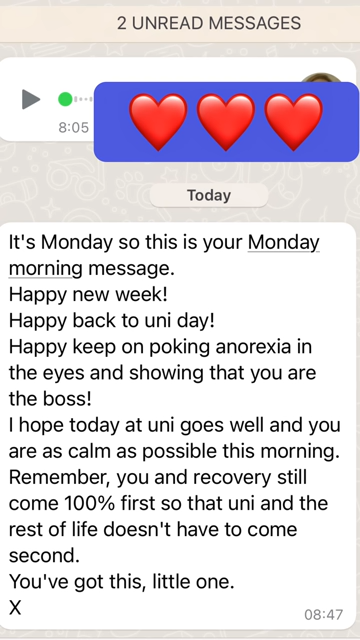 2 UNREAD MESSAGES
8:05
Today
It's Monday so this is your Monday
morning message.
Happy new week!
Happy back to uni day!
Happy keep on poking anorexia in
the eyes and showing that you are
the boss!
I hope today at uni goes well and you
are as calm as possible this morning.
Remember, you and recovery still
come 100% first so that uni and the
rest of life doesn't have to come
second.
You've got this, little one.
X
08:47